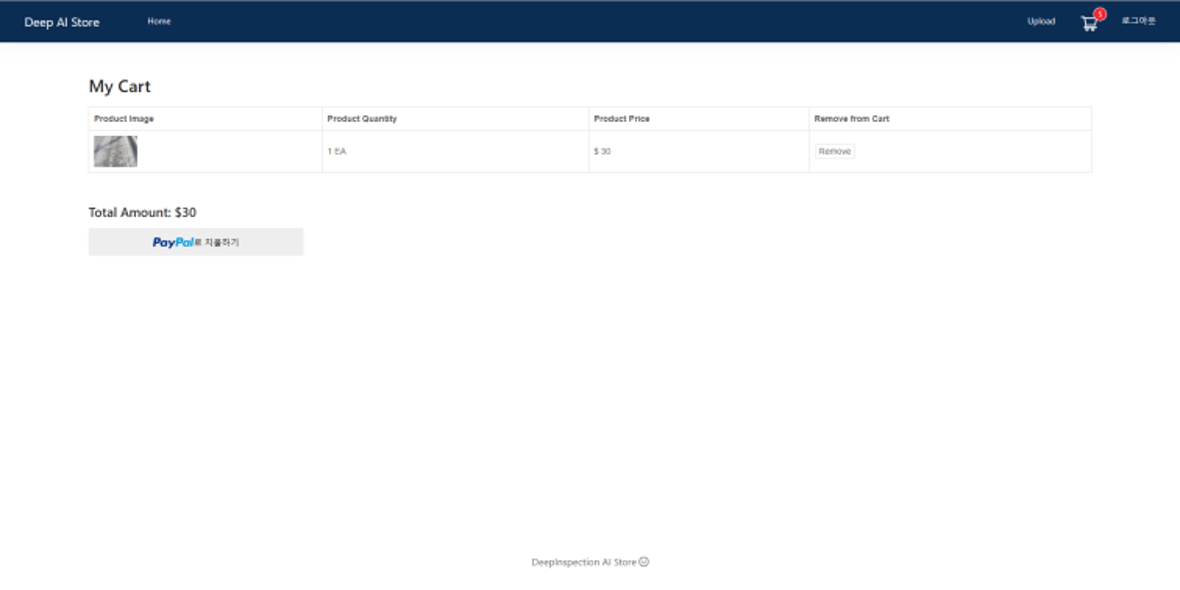 Deep AI Store Home Upload 5 로그아웃
My Cart
Product Image Product Quantity Product Price Remove from Cart
1 EA $ 30 Remove
Total Amount: $30
PayPal로 지불하기
DeepInspection AI Store